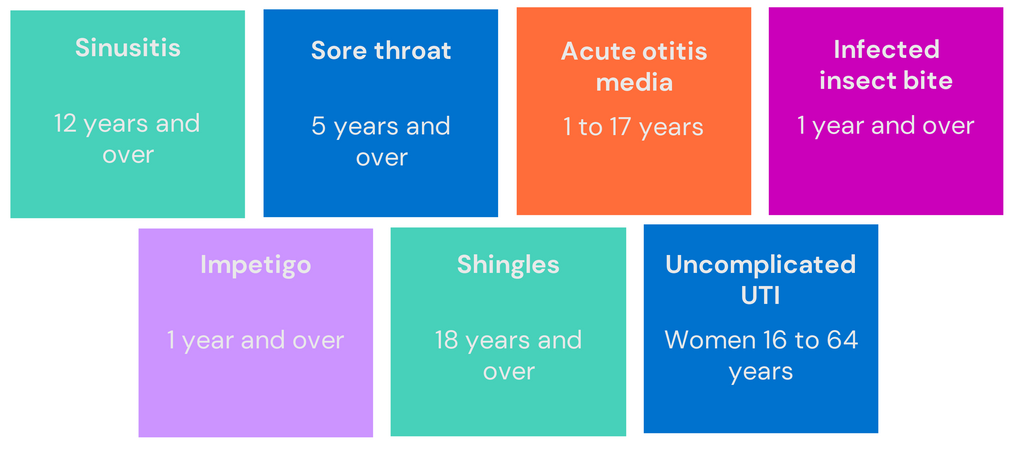 Sinusitis
12 years and
over
Sore throat
5 years and
over
Acute otitis
media
1 to 17 years
Infected
insect bite
1 year and over
Impetigo
1 year and over
Shingles
18 years and
over
Uncomplicated
UTI
Women 16 to 64
years